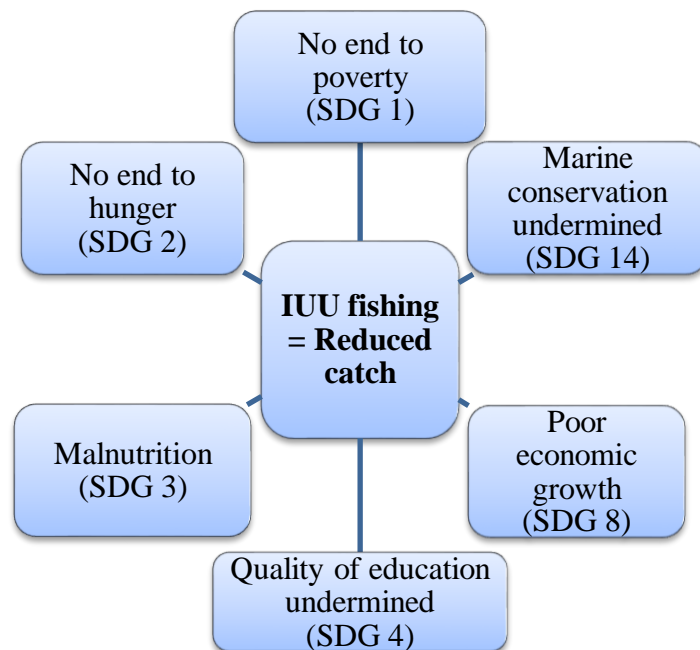 No end to
poverty
(SDG 1)
No end to
hunger
(SDG 2)
Marine
conservation
undermined
(SDG 14)
IUU fishing
= Reduced
catch
Malnutrition
(SDG 3)
Poor
economic
growth
(SDG 8)
Quality of education
undermined
(SDG 4)